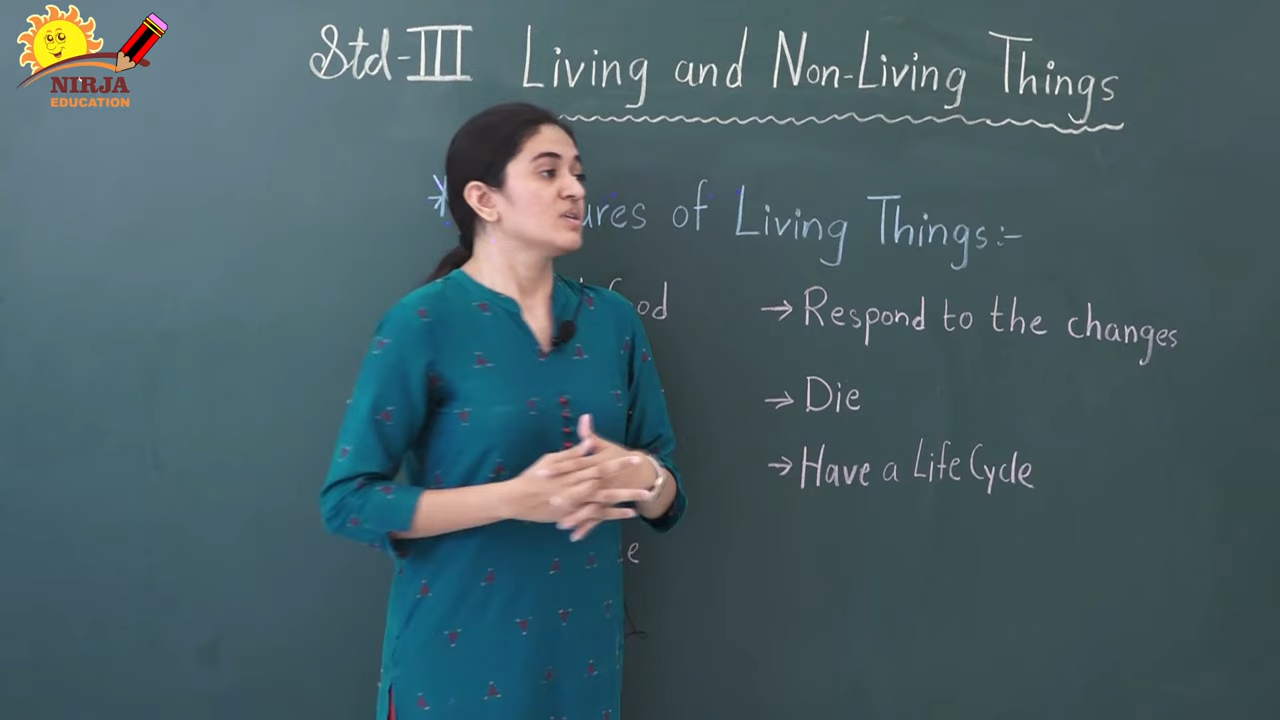 NIRJA
EDUCATION
Std-III Living and Non-Living Things
of Living Things:-
→ Respond to the changes
→ Die
→ Have a Life Cycle